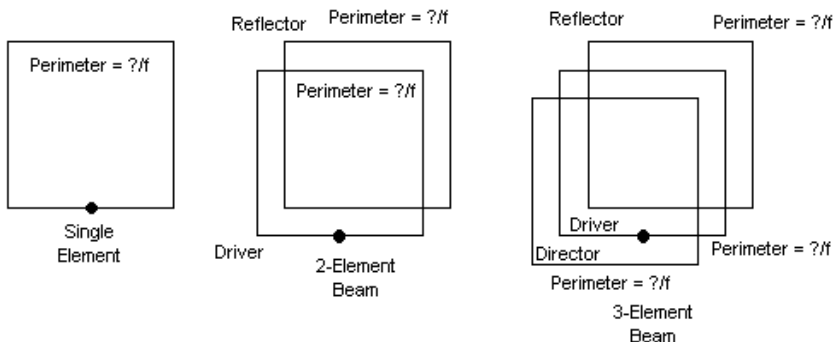 Perimeter = ?/f
Single
Element
Reflector
Perimeter = ?/f
Perimeter = ?/f
Driver
2-Element
Beam
Reflector
Perimeter = ?/f
Driver
Director
Perimeter = ?/f
Perimeter = ?/f
3-Element
Beam